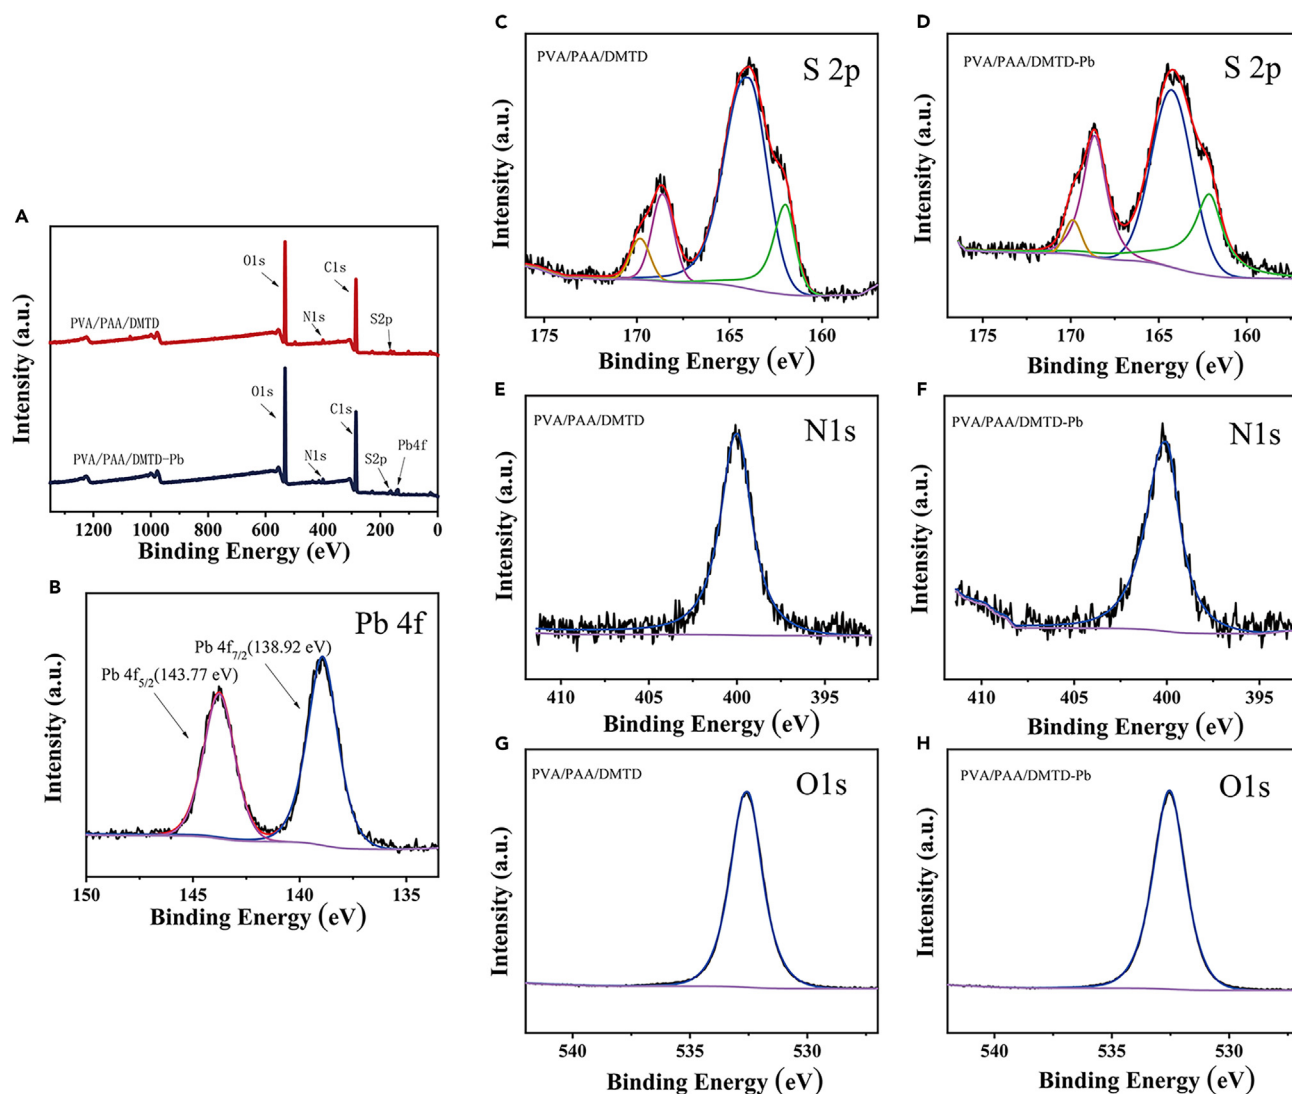 A
O1s
C1s
N1s
S2p
PVA/PAA/DMTD
O1s
C1s
Pb4f
N1s
S2p
PVA/PAA/DMTD-Pb
Intensity (a.u.)
1200 1000 800 600 400 200 0
Binding Energy (eV)
B
Pb 4f
Pb 4f7/2(138.92 eV)
Pb 4f5/2(143.77 eV)
Intensity (a.u.)
150 145 140 135
Binding Energy (eV)
C
PVA/PAA/DMTD
S 2p
Intensity (a.u.)
175 170 165 160
Binding Energy (eV)
D
PVA/PAA/DMTD-Pb
S 2p
Intensity (a.u.)
175 170 165 160
Binding Energy (eV)
E
PVA/PAA/DMTD
N1s
Intensity (a.u.)
410 405 400 395
Binding Energy (eV)
F
PVA/PAA/DMTD-Pb
N1s
Intensity (a.u.)
410 405 400 395
Binding Energy (eV)
G
PVA/PAA/DMTD
O1s
Intensity (a.u.)
540 535 530
Binding Energy (eV)
H
PVA/PAA/DMTD-Pb
O1s
Intensity (a.u.)
540 535 530
Binding Energy (eV)